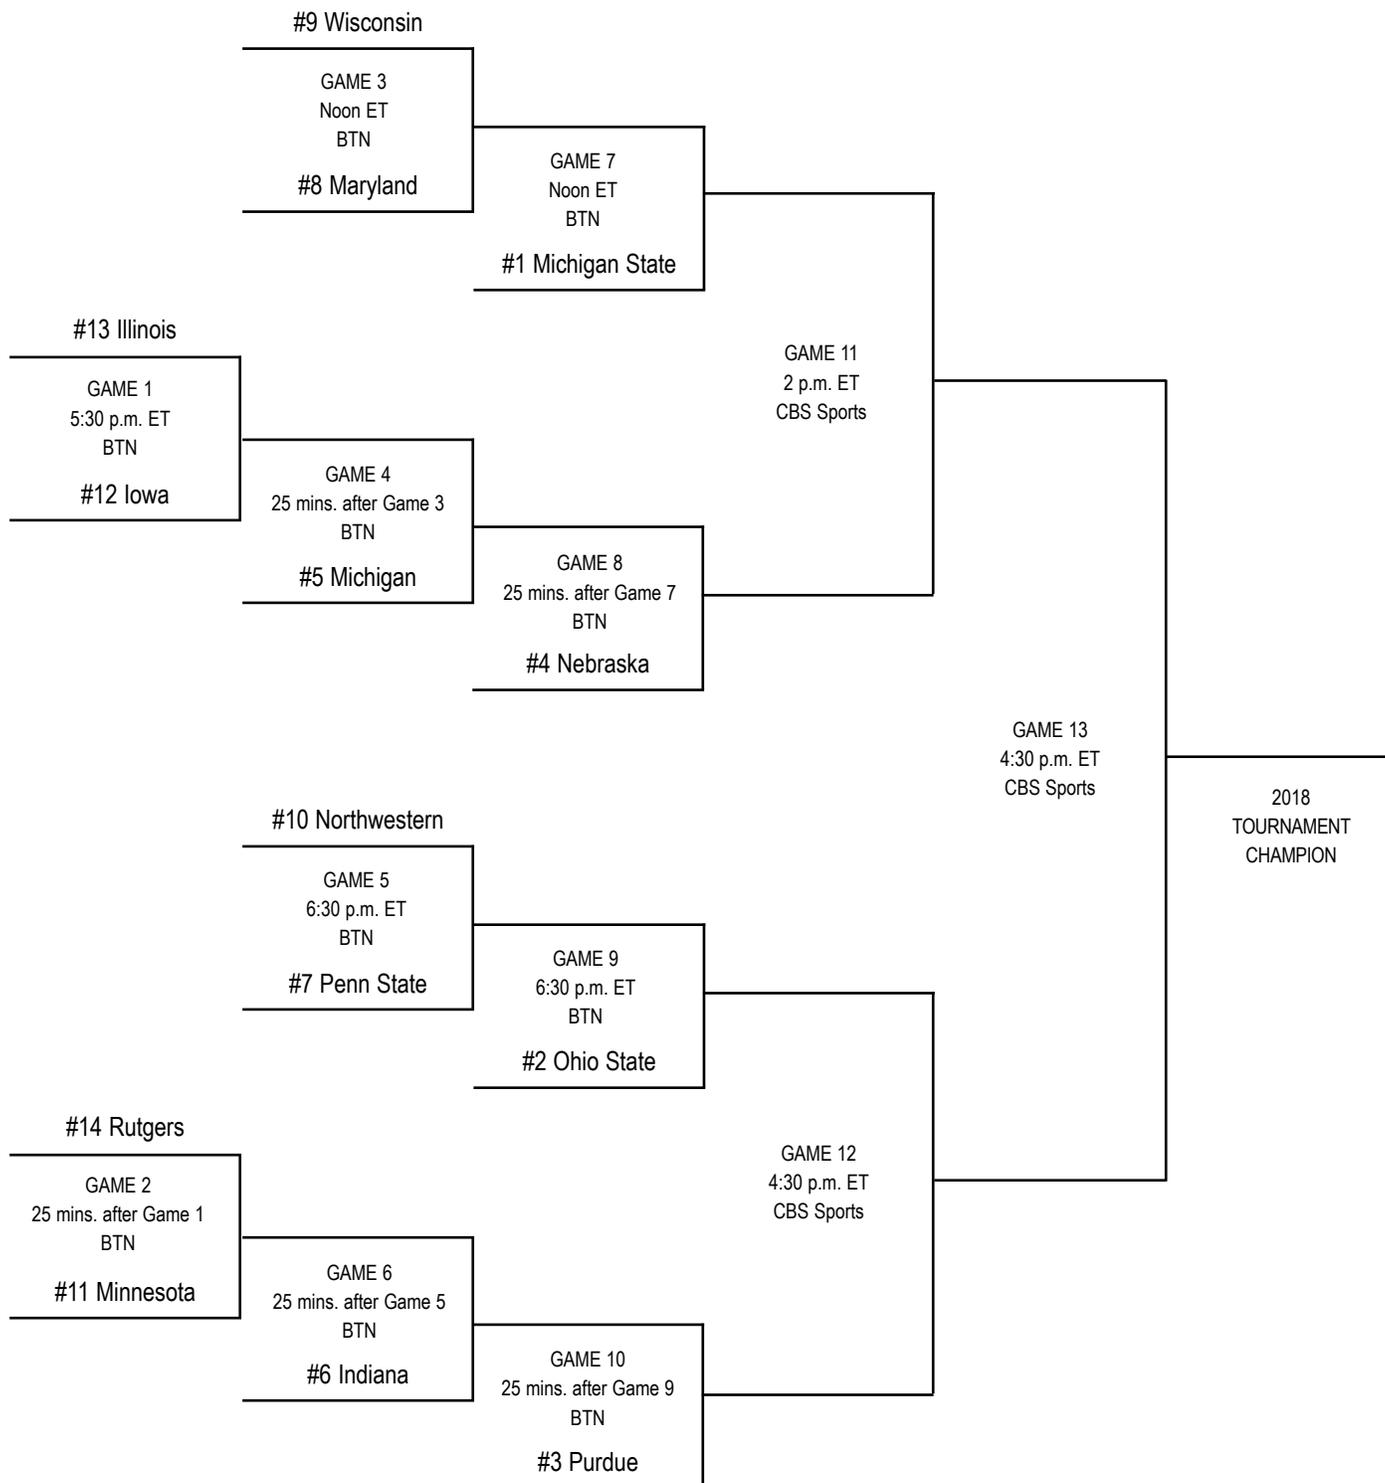 #9 Wisconsin
GAME 3
Noon ET
BTN
#8 Maryland
GAME 7
Noon ET
BTN
#1 Michigan State
#13 Illinois
GAME 1
5:30 p.m. ET
BTN
#12 Iowa
GAME 4
25 mins. after Game 3
BTN
#5 Michigan
GAME 8
25 mins. after Game 7
BTN
#4 Nebraska
GAME 11
2 p.m. ET
CBS Sports
GAME 13
4:30 p.m. ET
CBS Sports
2018
TOURNAMENT
CHAMPION
#10 Northwestern
GAME 5
6:30 p.m. ET
BTN
#7 Penn State
GAME 9
6:30 p.m. ET
BTN
#2 Ohio State
#14 Rutgers
GAME 2
25 mins. after Game 1
BTN
#11 Minnesota
GAME 6
25 mins. after Game 5
BTN
#6 Indiana
GAME 10
25 mins. after Game 9
BTN
#3 Purdue
GAME 12
4:30 p.m. ET
CBS Sports